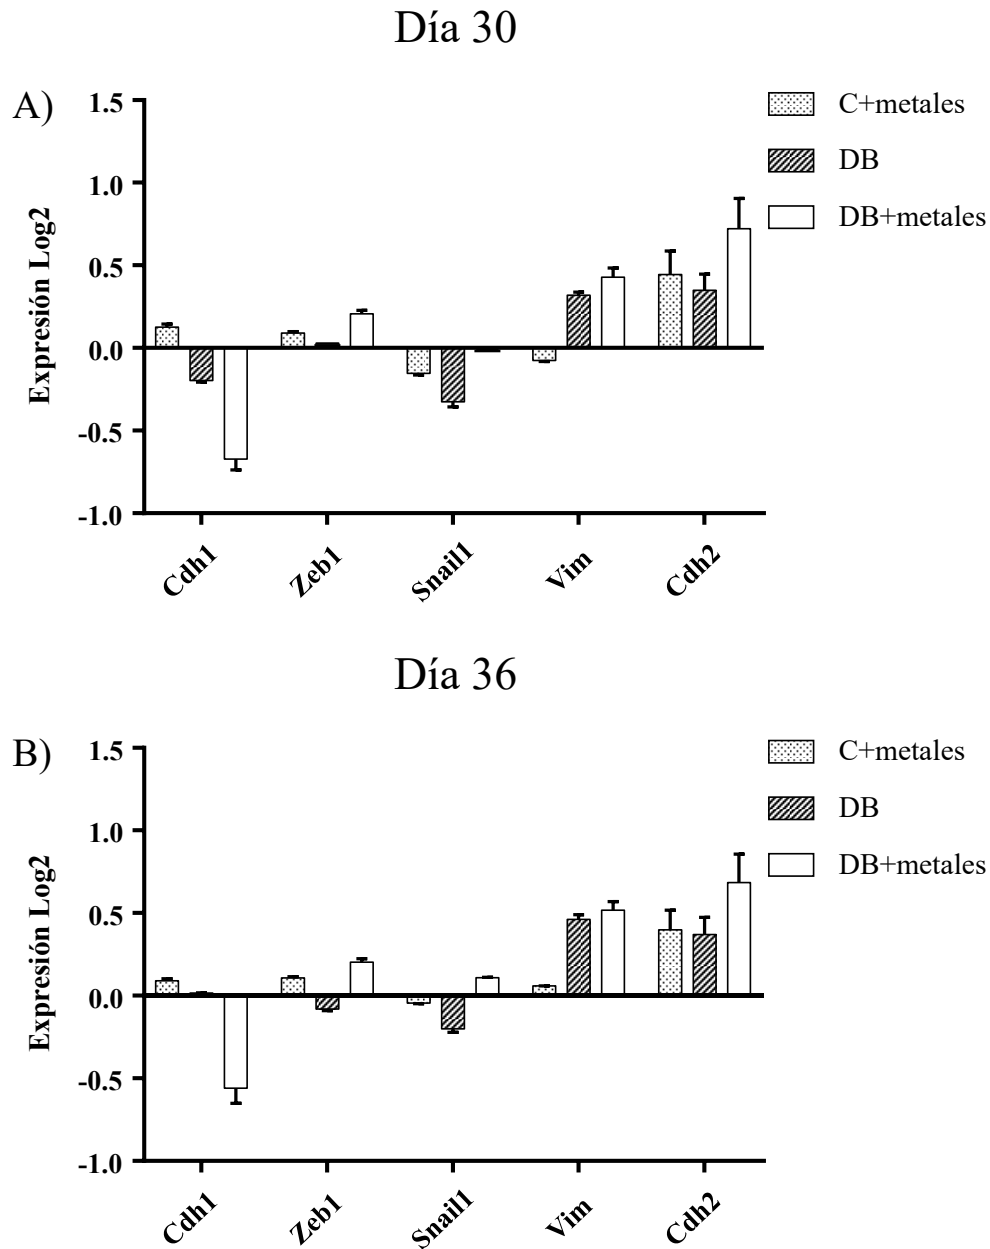 Día 30
A)
C+metales
DB
DB+metales
Expresión Log2
1.5
1.0
0.5
0.0
-0.5
-1.0
Cdh1
Zeb1
Snail1
Vim
Cdh2
Día 36
B)
C+metales
DB
DB+metales
Expresión Log2
1.5
1.0
0.5
0.0
-0.5
-1.0
Cdh1
Zeb1
Snail1
Vim
Cdh2